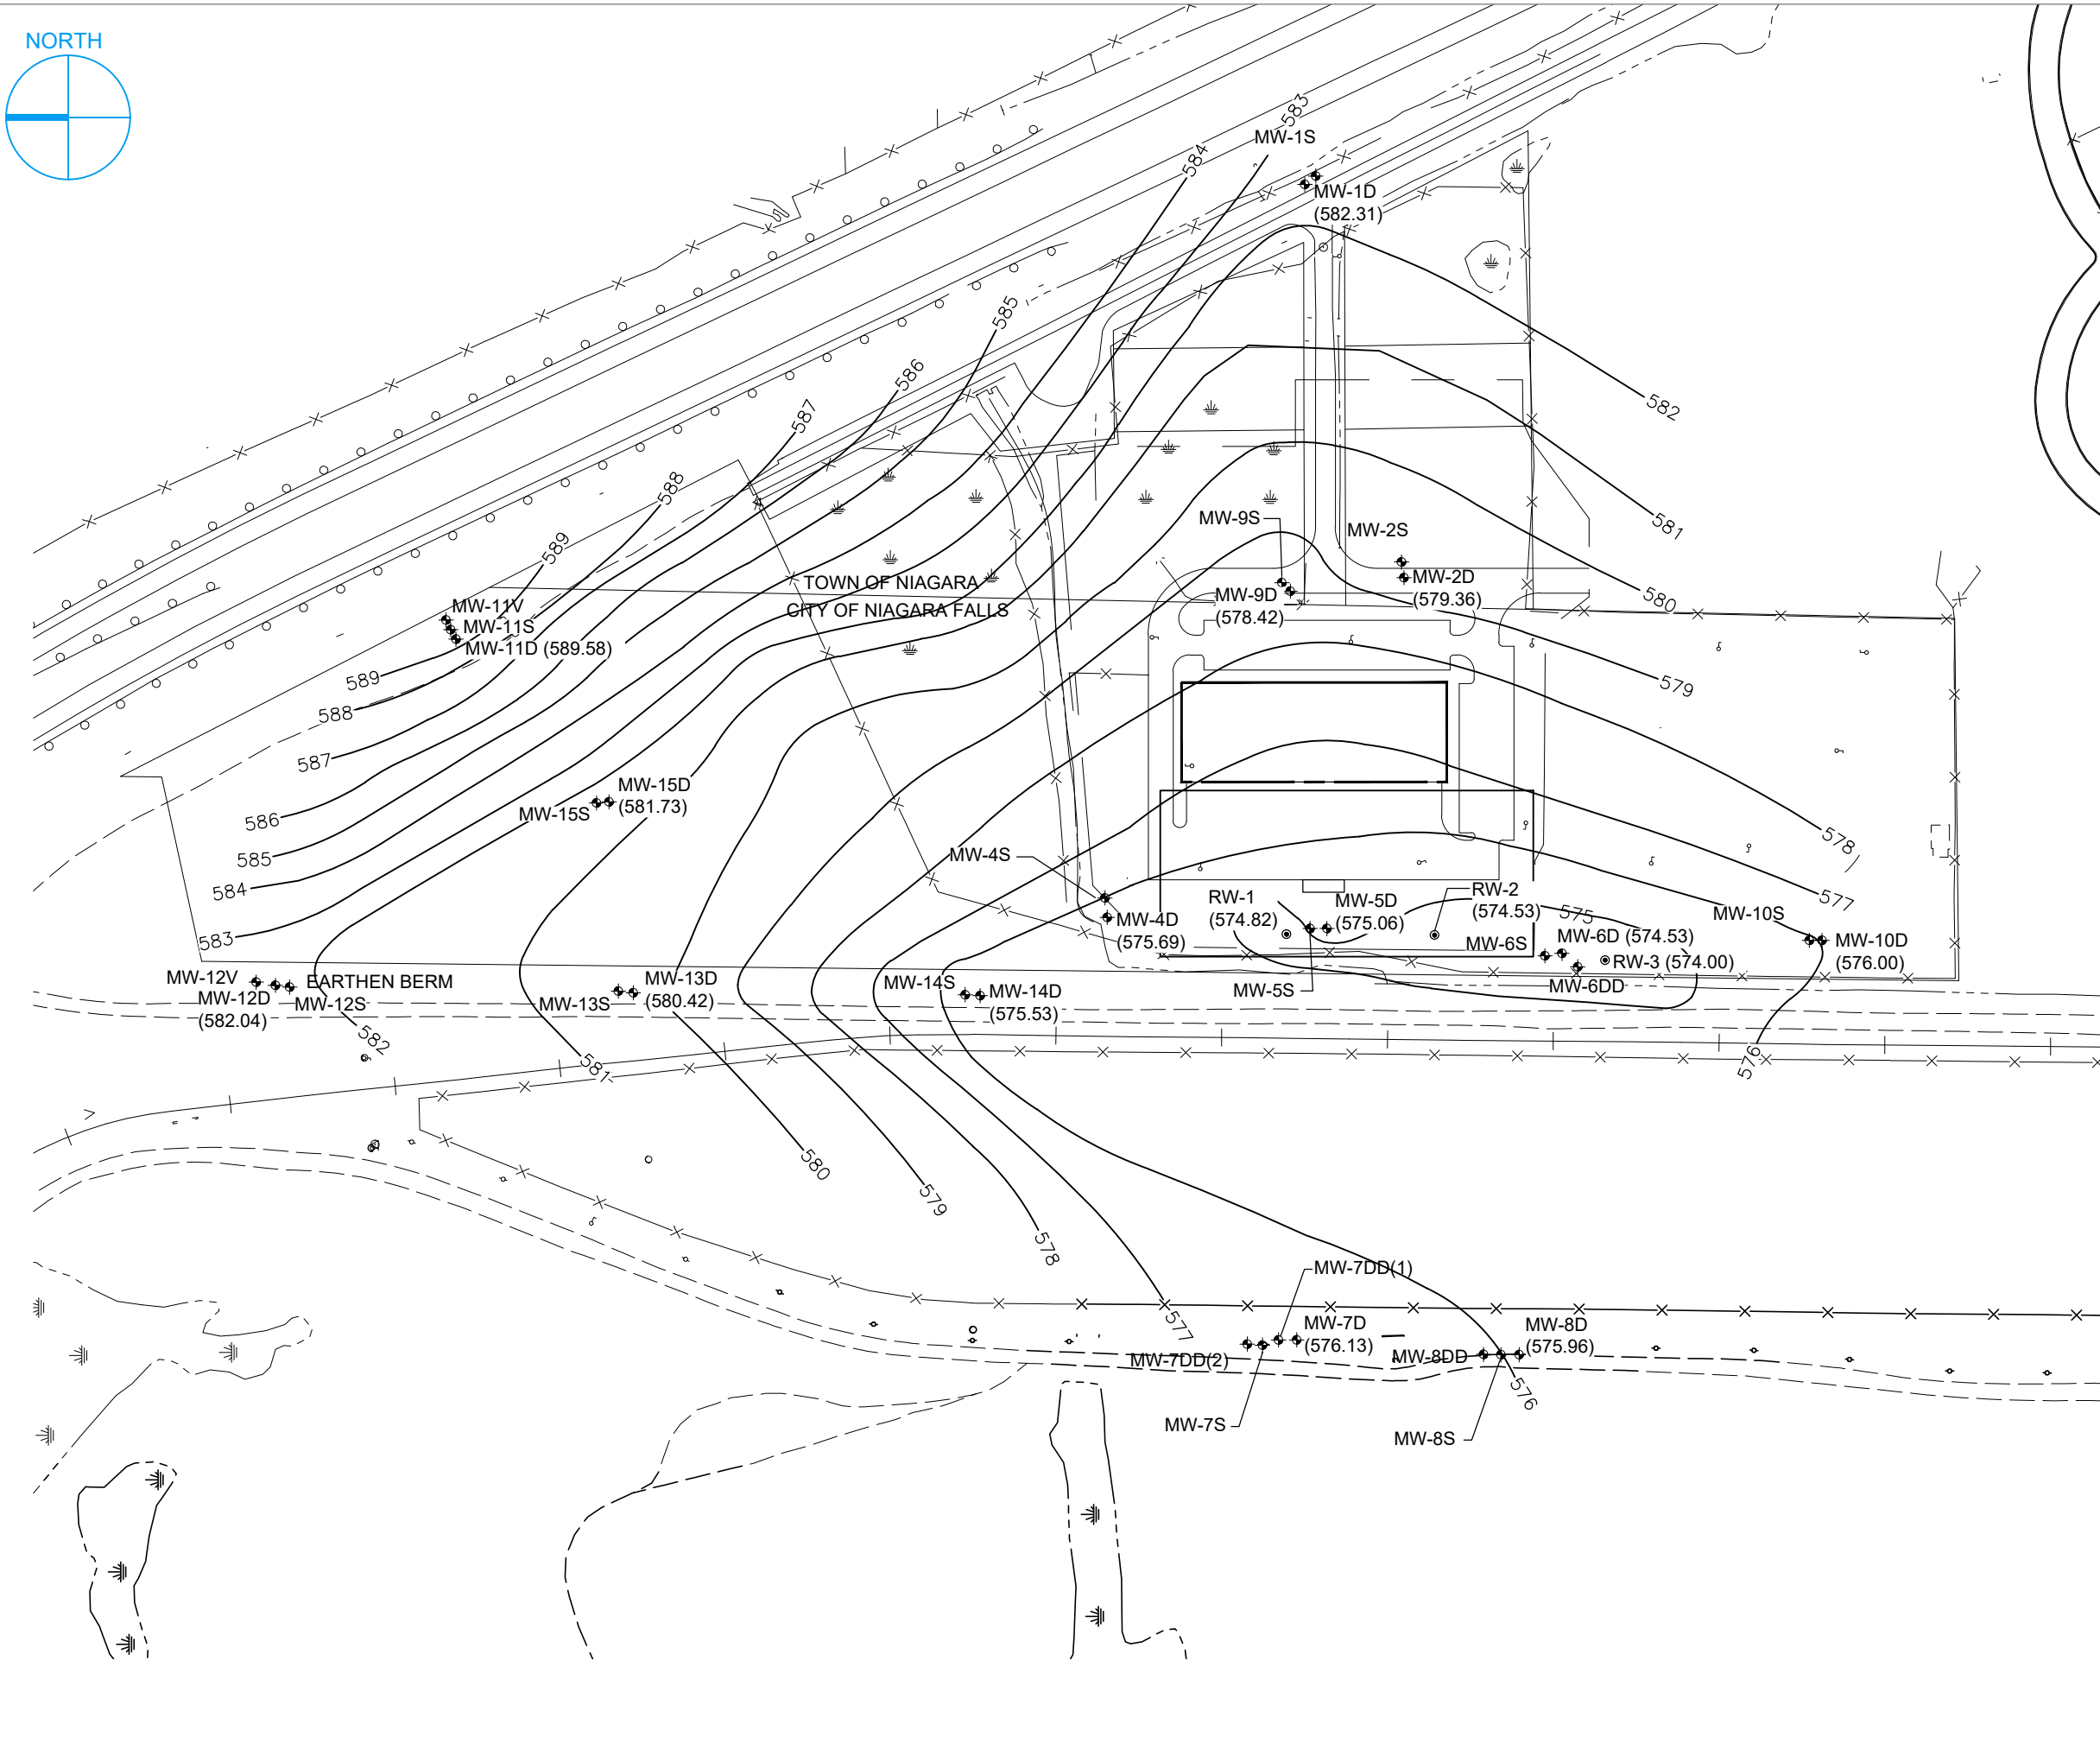 NORTH
583
MW-1S
584
MW-1D
(582.31)
585
586
582
587
588
MW-9S
581
MW-2S
589
TOWN OF NIAGARA
MW-2D
(579.36)
MW-9D
(578.42)
580
CITY OF NIAGARA FALLS
MW-11V
MW-11S
MW-11D (589.58)
589
579
588
587
MW-15D
(581.73)
MW-15S
586
578
MW-4S
585
584
RW-1
(574.82)
MW-5D
(575.06)
RW-2
(574.53)
577
575
MW-10S
MW-4D
(575.69)
583
MW-6S
MW-6D (574.53)
MW-10D
(576.00)
RW-3 (574.00)
MW-12V
EARTHEN BERM
MW-12D
(582.04)
MW-12S
MW-13S
MW-13D
(580.42)
MW-14S
MW-14D
(575.53)
MW-5S
MW-6DD
582
581
576
580
579
578
MW-7DD(1)
577
MW-7D
(576.13)
MW-8D
(575.96)
MW-7DD(2)
MW-8DD
576
MW-7S
MW-8S